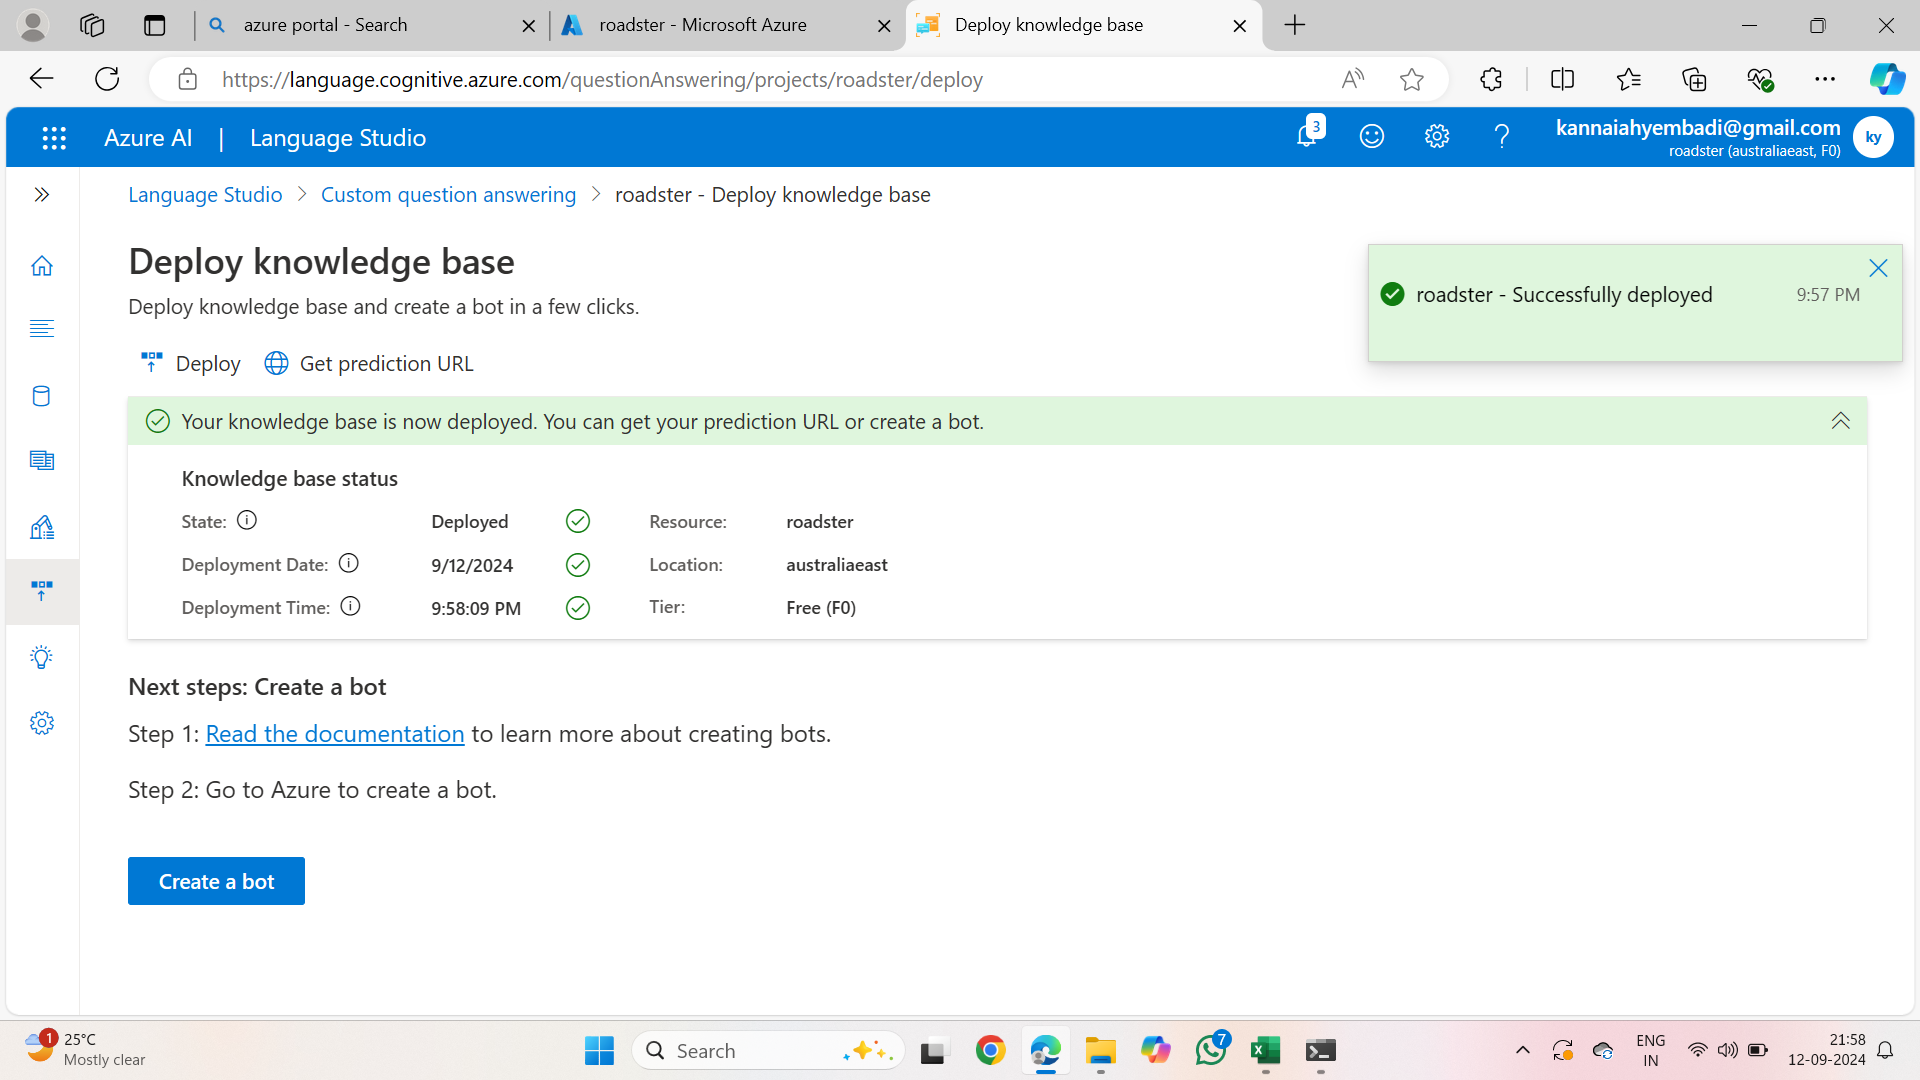 azure portal - Search
roadster - Microsoft Azure
Deploy knowledge base
https://language.cognitive.azure.com/questionAnswering/projects/roadster/deploy
Azure AI | Language Studio
3
kannaiahyembadi@gmail.com
roadster (australiaeast, F0)
ky
Language Studio > Custom question answering > roadster - Deploy knowledge base
Deploy knowledge base
Deploy knowledge base and create a bot in a few clicks.
roadster - Successfully deployed 9:57 PM
Deploy Get prediction URL
Your knowledge base is now deployed. You can get your prediction URL or create a bot.
Knowledge base status
State: Deployed Resource: roadster
Deployment Date: 9/12/2024 Location: australiaeast
Deployment Time: 9:58:09 PM Tier: Free (F0)
Next steps: Create a bot
Step 1: Read the documentation to learn more about creating bots.
Step 2: Go to Azure to create a bot.
Create a bot
1
25°C
Mostly clear
Search
7
ENG
IN
21:58
12-09-2024